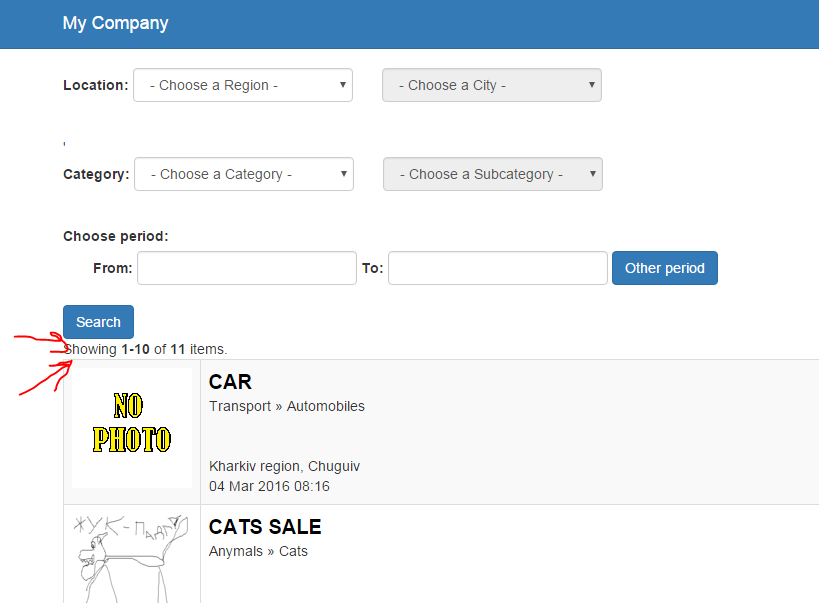 My Company
Location: - Choose a Region - - Choose a City -
,
Category: - Choose a Category - - Choose a Subcategory -
Choose period:
From: To: Other period
Search
Showing 1-10 of 11 items.
NO
PHOTO
CAR
Transport » Automobiles
Kharkiv region, Chuguiv
04 Mar 2016 08:16
ЖУК-ПАДЛ
CATS SALE
Anymals » Cats